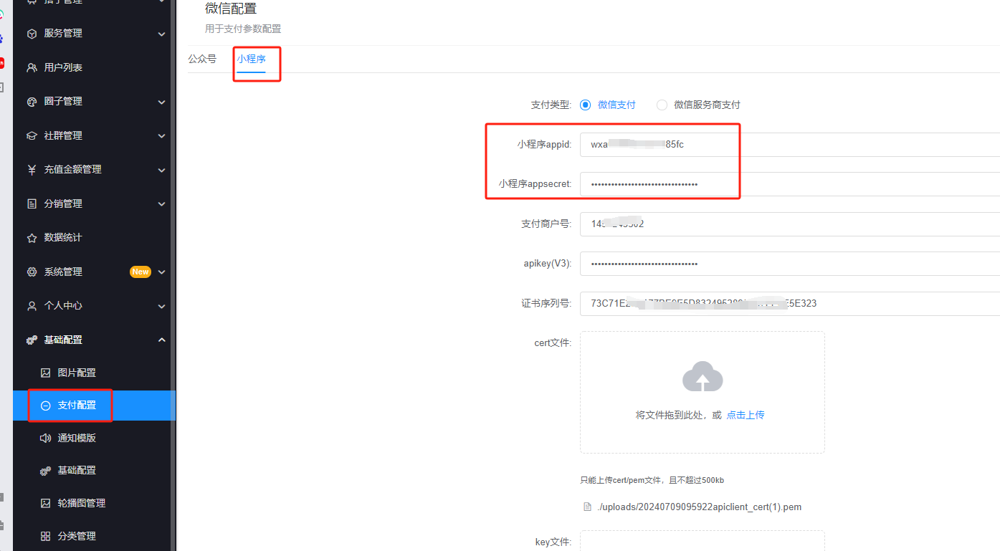 微信配置
用于支付参数配置
公众号
小程序
服务管理
用户列表
圈子管理
社群管理
充值金额管理
分销管理
数据统计
系统管理
New
个人中心
基础配置
图片配置
支付配置
通知模版
基础配置
轮播图管理
分类管理
支付类型:
微信支付
微信服务商支付
小程序appid:
wxa
85fc
小程序appsecret:
支付商户号:
apikey(V3):
证书序列号:
73C71E2
E5E323
cert文件:
将文件拖到此处，或 点击上传
只能上传cert/pem文件，且不超过500kb
./uploads/20240709095922apiclient_cert(1).pem
key文件: